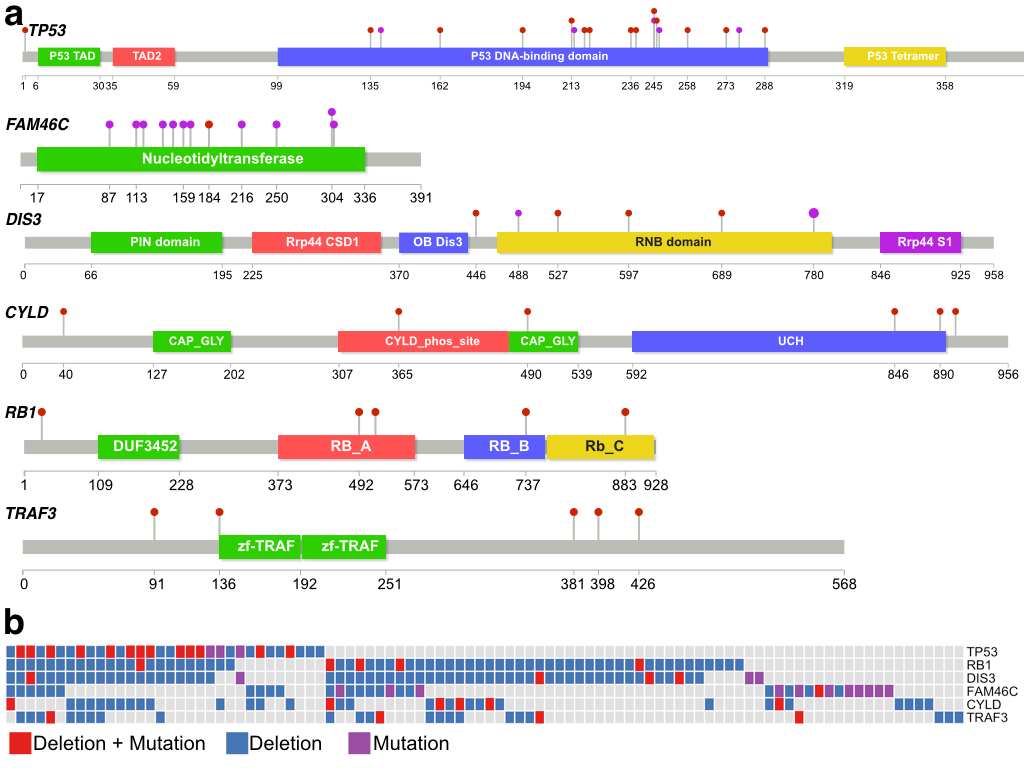 a
TP53
P53 TAD TAD2 P53 DNA-binding domain P53 Tetramer
1 6 30 35 59 99 135 162 194 213 236 245 258 273 288 319 358
FAM46C
Nucleotidyltransferase
17 87 113 159 184 216 250 304 336 391
DIS3
PIN domain Rrp44 CSD1 OB Dis3 RNB domain Rrp44 S1
0 66 195 225 370 446 488 527 597 689 780 846 925 958
CYLD
CAP_GLY CYLD_phos_site CAP_GLY UCH
0 40 127 202 307 365 490 539 592 846 890 956
RB1
DUF3452 RB_A RB_B Rb_C
1 109 228 373 492 573 646 737 883 928
TRAF3
zf-TRAF zf-TRAF
0 91 136 192 251 381 398 426 568
b
TP53
RB1
DIS3
FAM46C
CYLD
TRAF3
Deletion + Mutation Deletion Mutation